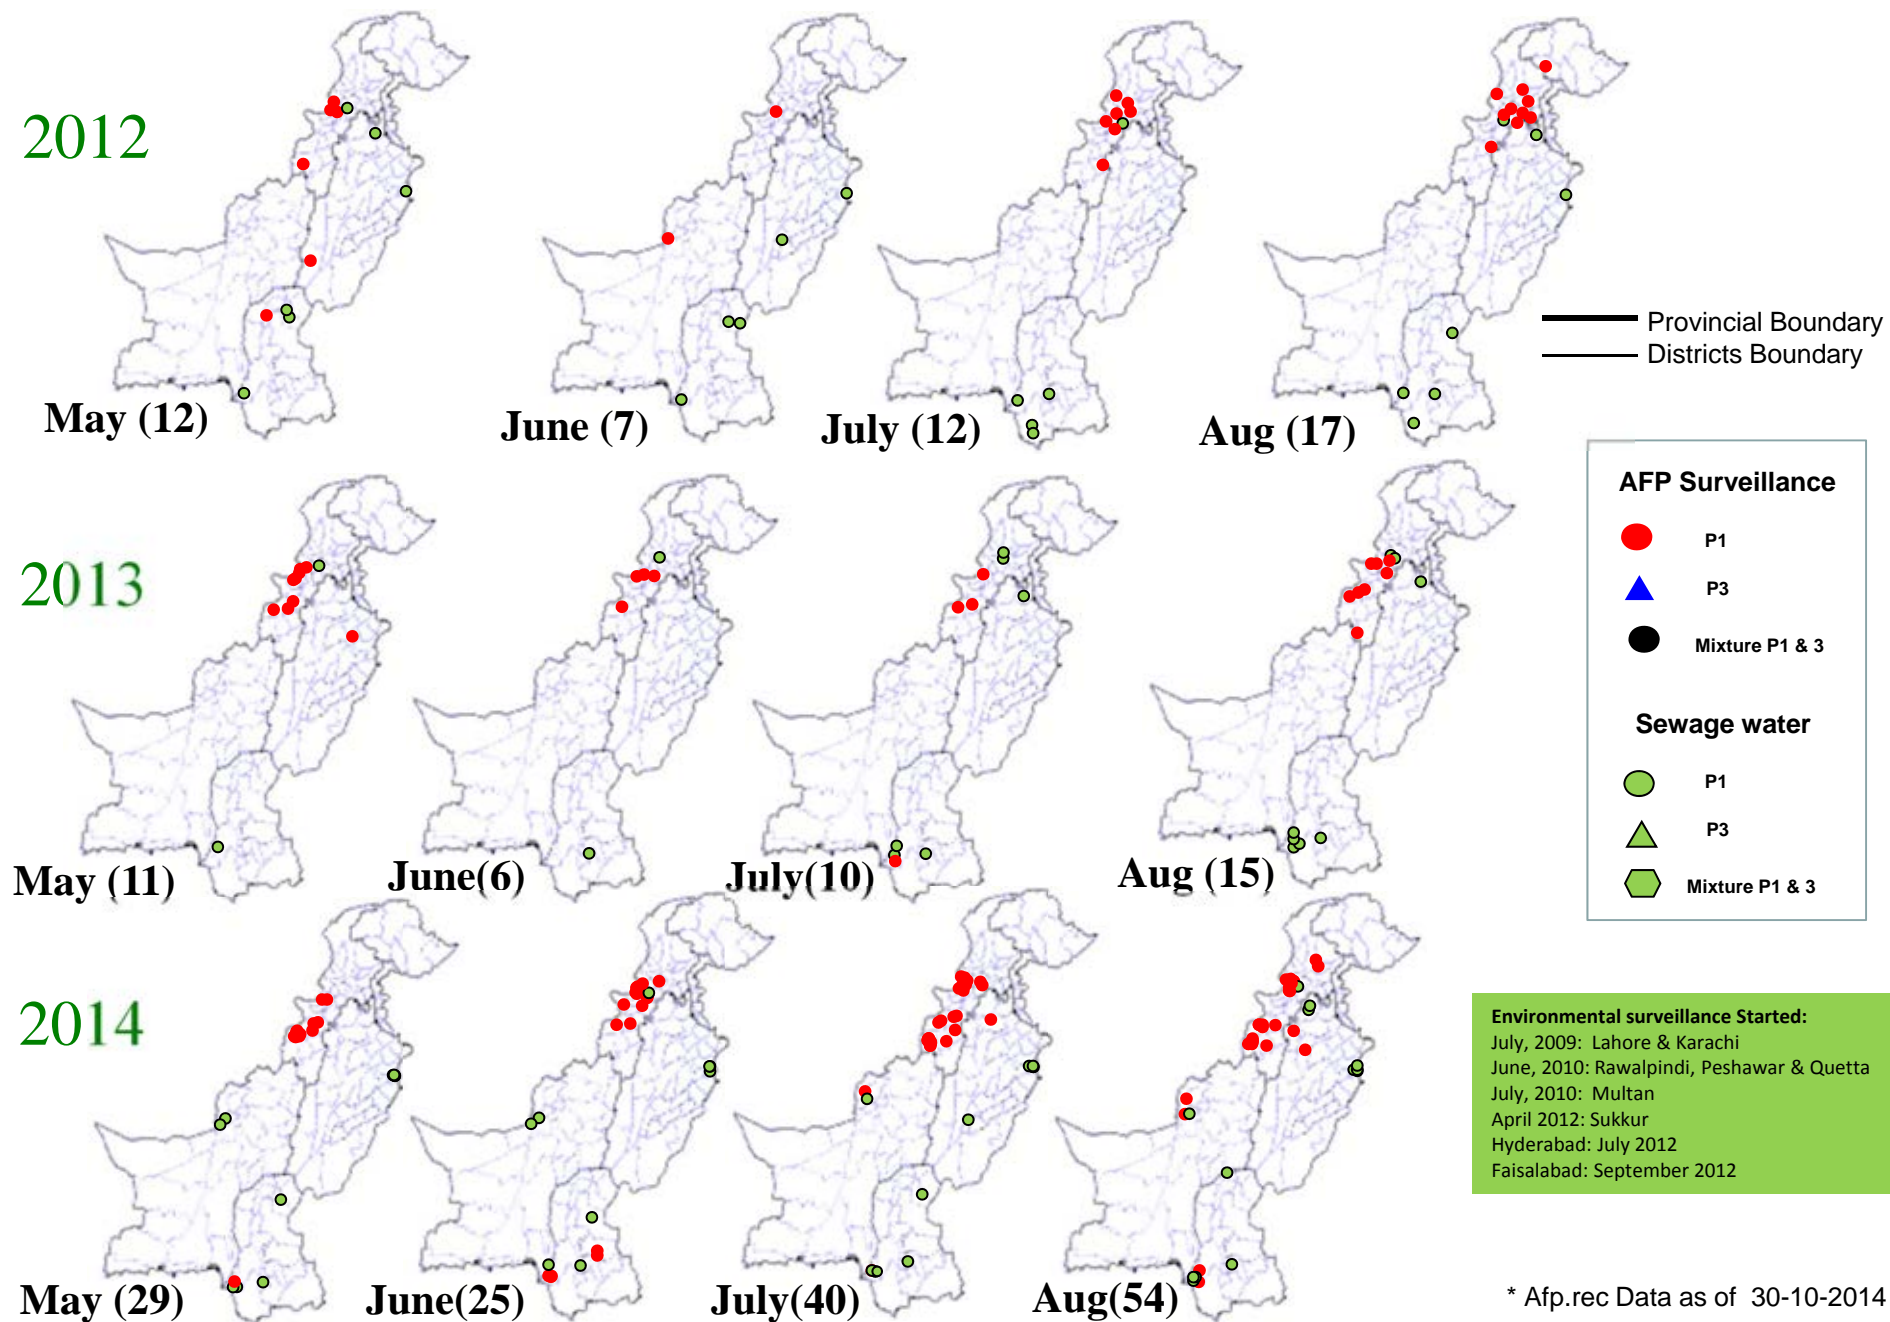 2012
May (12)
June (7)
July (12)
Aug (17)
Provincial Boundary
Districts Boundary
2013
May (11)
June(6)
July(10)
Aug (15)
AFP Surveillance
P1
P3
Mixture P1 & 3
Sewage water
P1
P3
Mixture P1 & 3
2014
May (29)
June(25)
July(40)
Aug(54)
Environmental surveillance Started:
July, 2009: Lahore & Karachi
June, 2010: Rawalpindi, Peshawar & Quetta
July, 2010: Multan
April 2012: Sukkur
Hyderabad: July 2012
Faisalabad: September 2012
* Afp.rec Data as of 30-10-2014